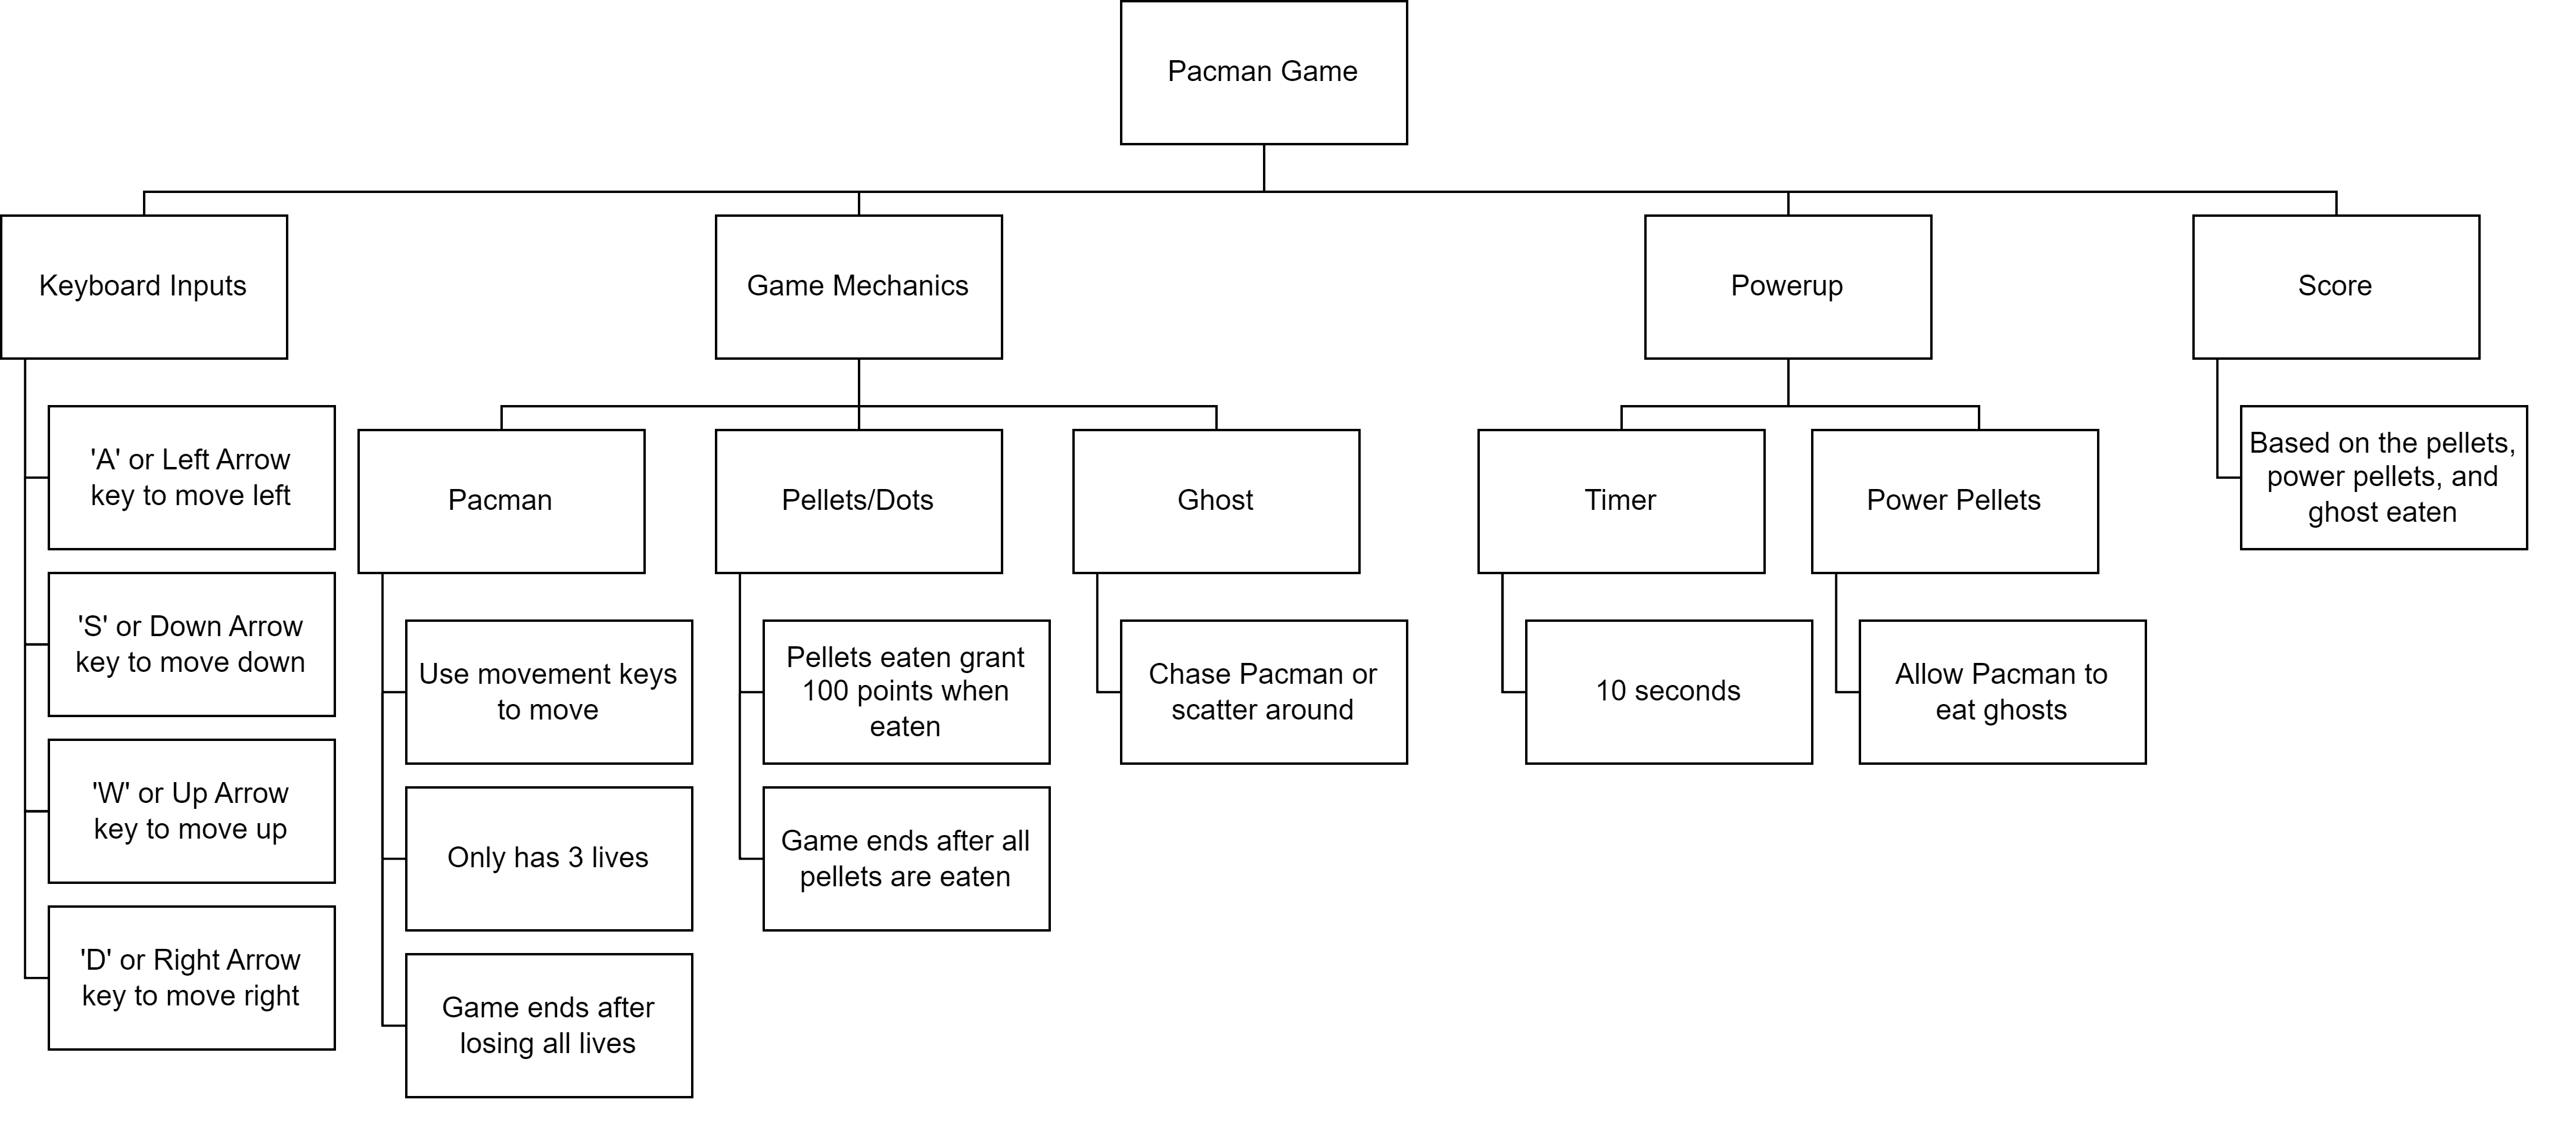 Pacman Game
Keyboard Inputs
Game Mechanics
Powerup
Score
'A' or Left Arrow
key to move left
'S' or Down Arrow
key to move down
'W' or Up Arrow
key to move up
'D' or Right Arrow
key to move right
Pacman
Use movement keys
to move
Only has 3 lives
Game ends after
losing all lives
Pellets/Dots
Pellets eaten grant
100 points when
eaten
Game ends after all
pellets are eaten
Ghost
Chase Pacman or
scatter around
Timer
10 seconds
Power Pellets
Allow Pacman to
eat ghosts
Based on the pellets,
power pellets, and
ghost eaten